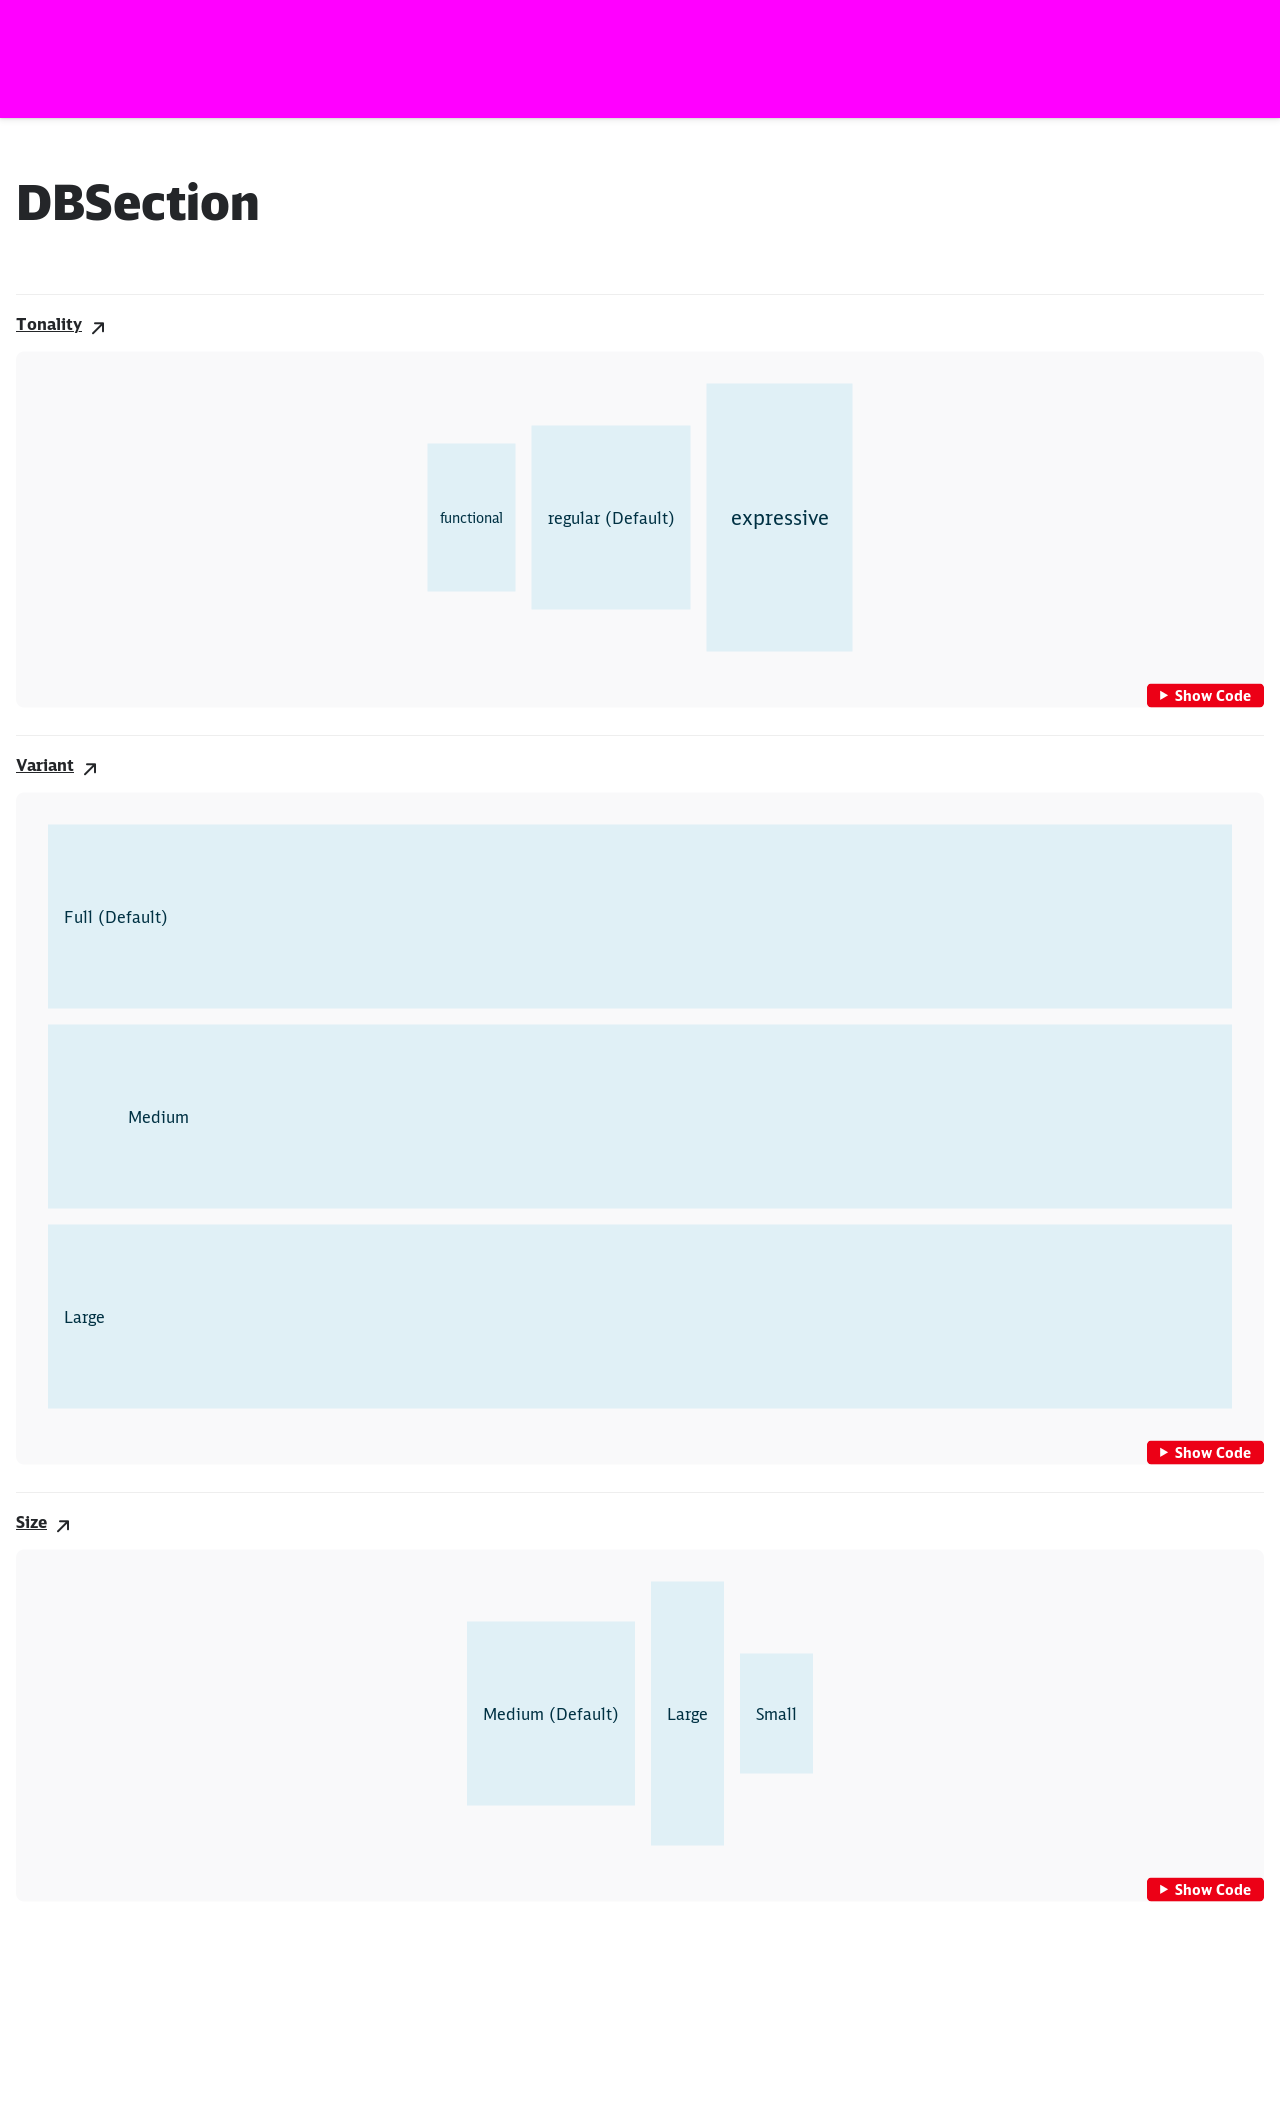 DBSection
Tonality
functional
regular (Default)
expressive
Show Code
Variant
Full (Default)
Medium
Large
Show Code
Size
Medium (Default)
Large
Small
Show Code